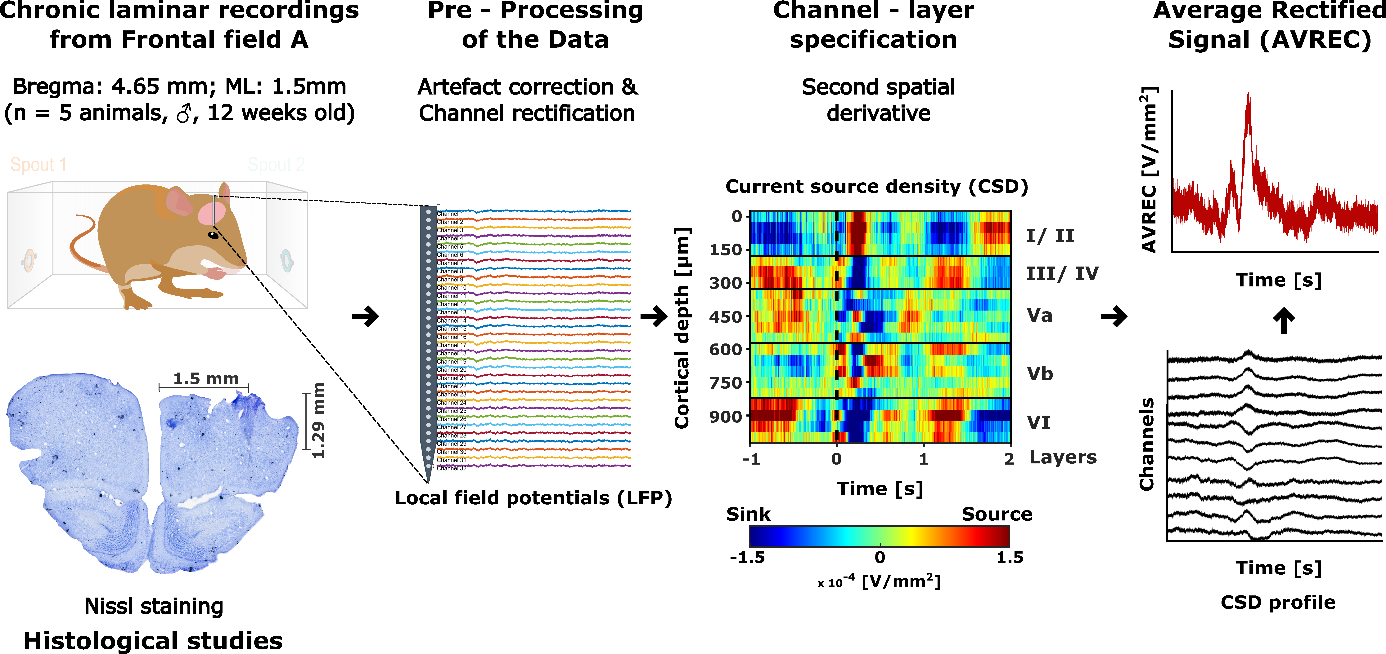 Chronic laminar recordings
from Frontal field A
Bregma: 4.65 mm; ML: 1.5mm
(n = 5 animals, ♂, 12 weeks old)
Spout 1
Spout 2
1.5 mm
1.29 mm
Nissl staining
Histological studies
Pre - Processing
of the Data
Artefact correction &
Channel rectification
Local field potentials (LFP)
Channel - layer
specification
Second spatial
derivative
Current source density (CSD)
Cortical depth [µm]
0
150
300
450
600
750
900
I/ II
III/ IV
Va
Vb
VI
Layers
-1
0
1
2
Time [s]
Sink
Source
-1.5
0
1.5
x 10⁻⁴ [V/mm²]
Average Rectified
Signal (AVREC)
AVREC [V/mm²]
Time [s]
Channels
Time [s]
CSD profile